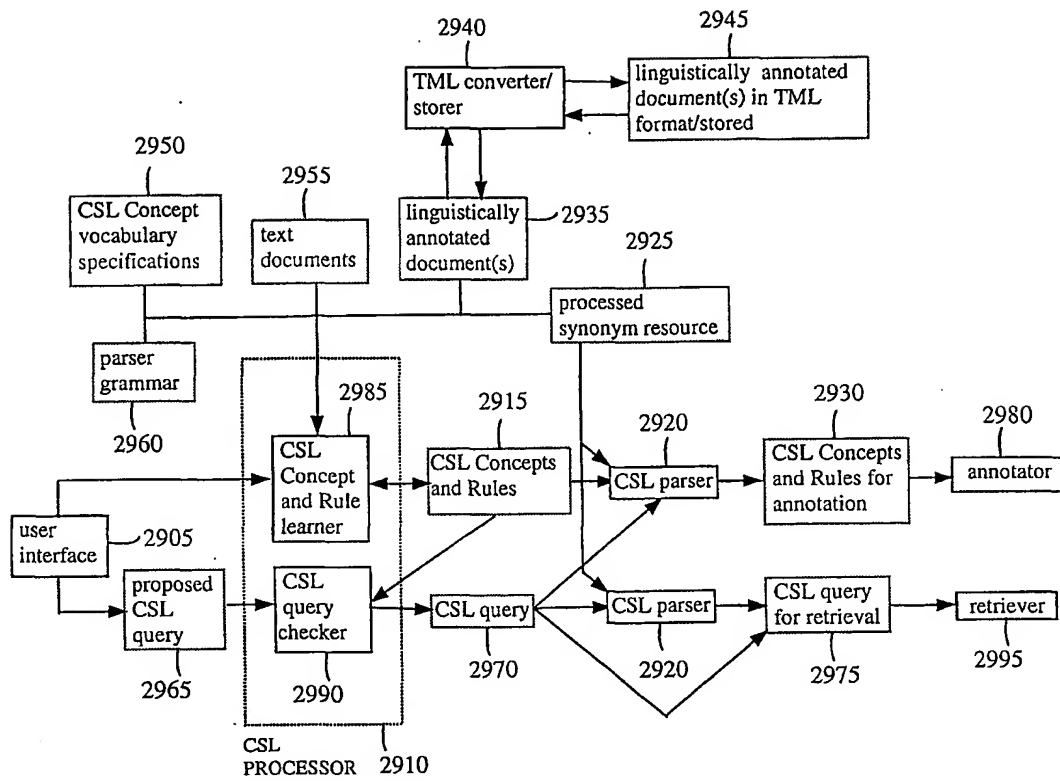 2940
2945
TML converter/
storer
linguistically annotated
document(s) in TML
format/stored
2950
2955
CSL Concept
vocabulary
specifications
text
documents
linguistically
annotated
document(s)
2935
2925
processed
synonym resource
parser
grammar
2960
2985
2915
2920
2930
2980
CSL
Concept
and Rule
learner
CSL Concepts
and Rules
CSL parser
CSL Concepts
and Rules for
annotation
annotator
user
interface
2905
proposed
CSL
query
2965
CSL
query
checker
2990
CSL query
2970
CSL parser
2920
CSL query
for retrieval
2975
retriever
2995
CSL
PROCESSOR
2910